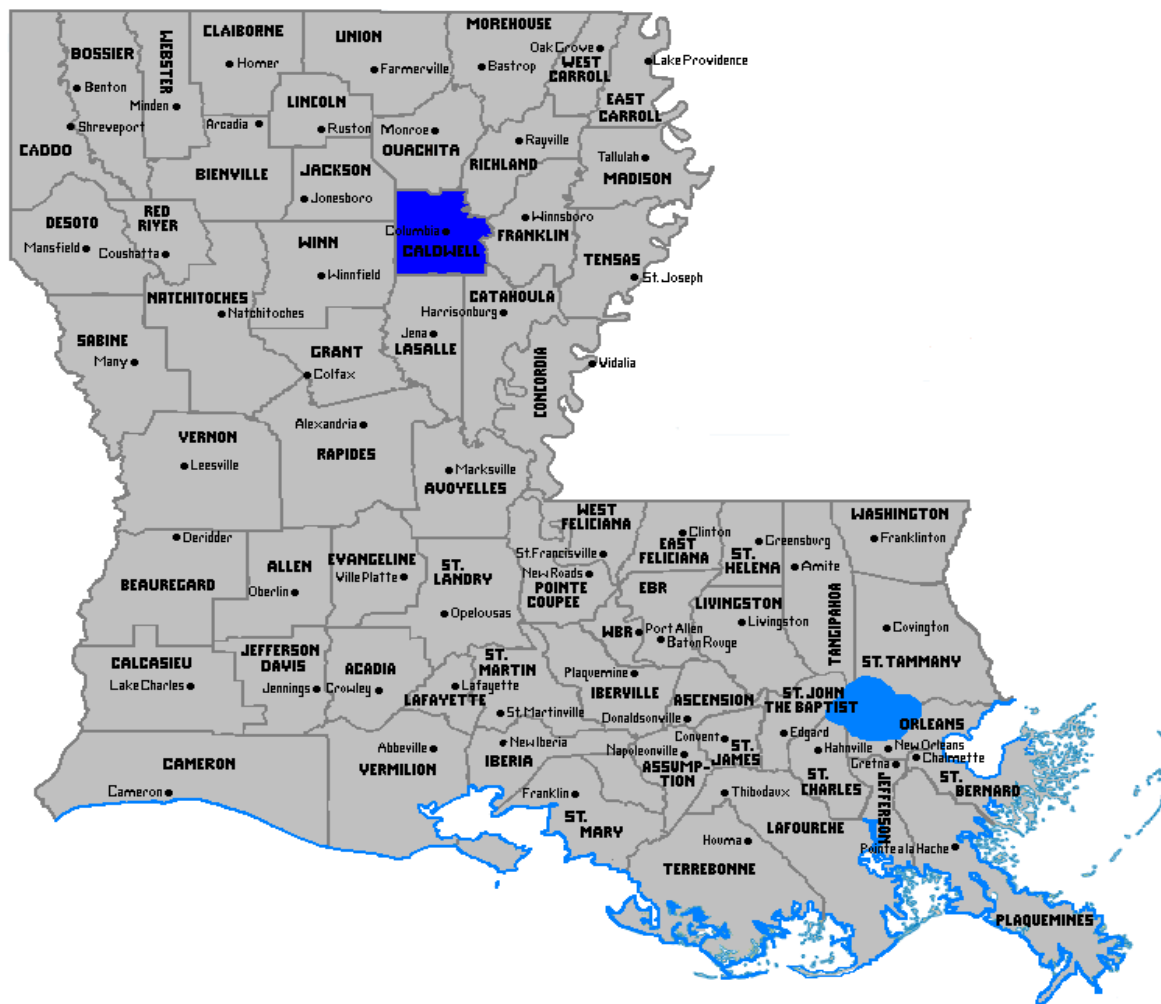 CLAIBORNE
UNION
MOREHOUSE
BOSSIER
WEBSTER
Homer
Farmerville
Bastrop
Oak Grove
WEST
CARROLL
Lake Providence
Benton
Minden
LINCOLN
EAST
CARROLL
Shreveport
Arcadia
Ruston
Monroe
OUACHITA
Rayville
RICHLAND
CADDO
BIENVILLE
JACKSON
Jonesboro
Tallulah
MADISON
DESOTO
RED
RIVER
Mansfield
Coushatta
WINN
Winnfield
Columbia
CALDWELL
Winnsboro
FRANKLIN
TENSAS
St. Joseph
NATCHITOCHES
Natchitoches
CATAHOULA
Harrisonburg
SABINE
Many
GRANT
Colfax
Jena
LASALLE
CONCORDIA
Vidalia
VERNON
Leesville
Alexandria
RAPIDES
Marksville
AVOYELLES
WEST
FELICIANA
St. Francisville
Clinton
EAST
FELICIANA
Greensburg
ST.
HELENA
Amite
WASHINGTON
Franklinton
Deridder
BEAUREGARD
ALLEN
Oberlin
EVANGELINE
Ville Platte
ST.
LANDRY
Opelousas
New Roads
POINTE
COUPEE
EBR
LIVINGSTON
Livingston
TANGIPAHOA
Covington
ST. TAMMANY
WBR
Port Allen
Baton Rouge
CALCASIEU
Lake Charles
JEFFERSON
DAVIS
Jennings
ACADIA
Crowley
LAFAYETTE
Lafayette
ST.
MARTIN
St. Martinville
Plaquemine
IBERVILLE
ASCENSION
Donaldsonville
ST. JOHN
THE BAPTIST
Edgard
ORLEANS
New Orleans
Chalmette
CAMERON
Cameron
Abbeville
VERMILION
New Iberia
IBERIA
Napoleonville
ASSUMP-
TION
Convent
ST.
JAMES
Hahnville
ST.
CHARLES
Gretna
JEFFERSON
ST.
BERNARD
Franklin
ST.
MARY
Thibodaux
LAFOURCHE
Houma
TERREBONNE
Pointe a la Hache
PLAQUEMINES